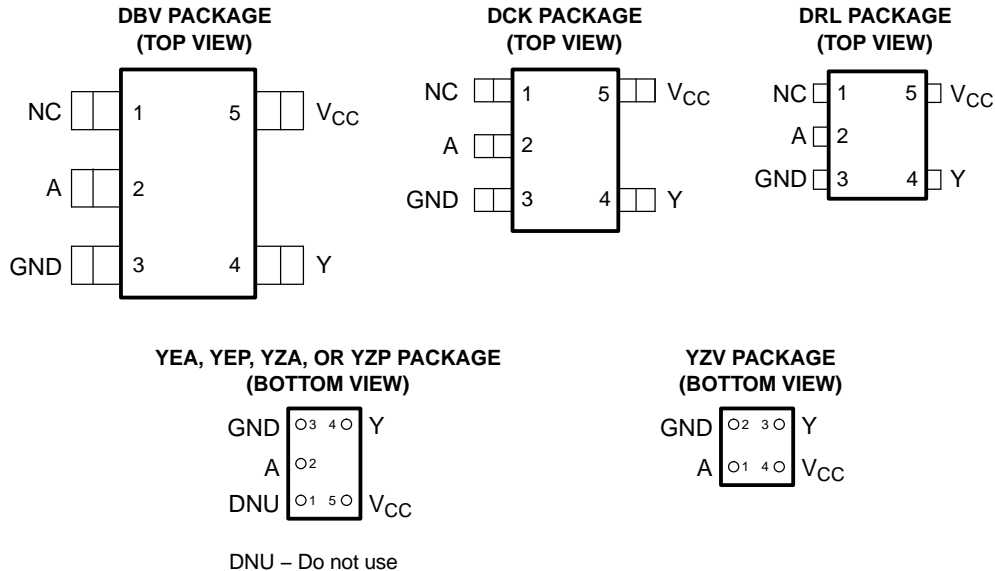 DBV PACKAGE
(TOP VIEW)
NC 1 5 VCC
A 2
GND 3 4 Y
DCK PACKAGE
(TOP VIEW)
NC 1 5 VCC
A 2
GND 3 4 Y
DRL PACKAGE
(TOP VIEW)
NC 1 5 VCC
A 2
GND 3 4 Y
YEA, YEP, YZA, OR YZP PACKAGE
(BOTTOM VIEW)
GND 3 4 Y
A 2
DNU 1 5 VCC
DNU – Do not use
YZV PACKAGE
(BOTTOM VIEW)
GND 2 3 Y
A 1 4 VCC